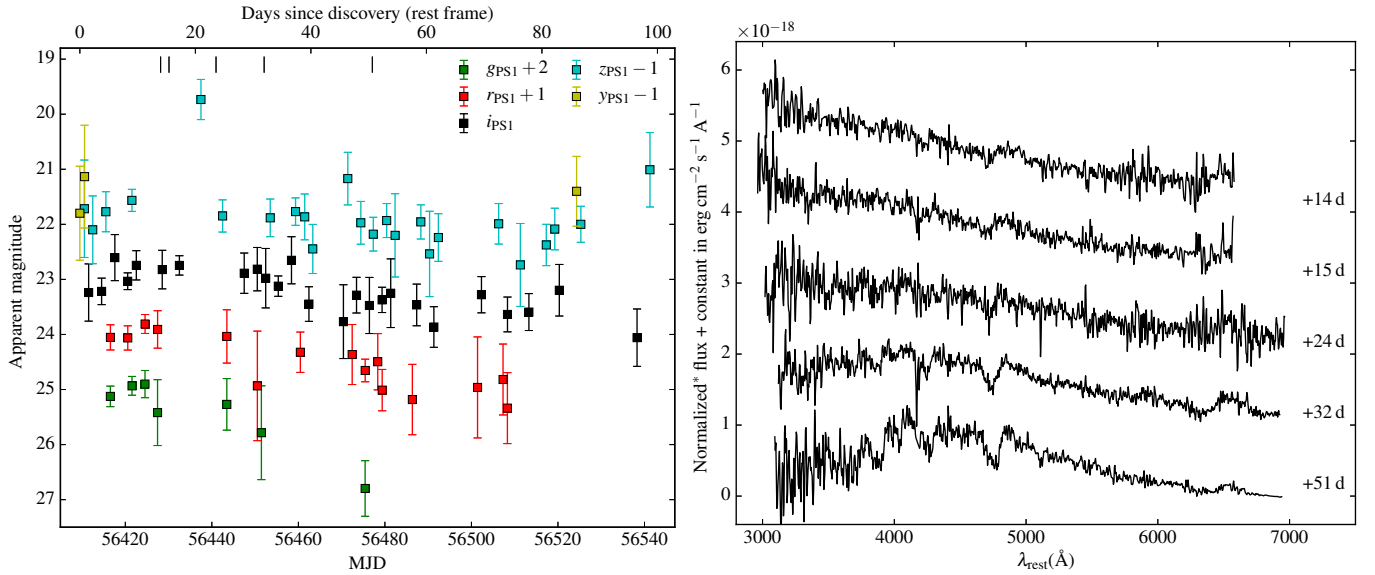 Days since discovery (rest frame)
0 20 40 60 80 100
19
20
21
22
23
24
25
26
27
Apparent magnitude
g_PS1 + 2
r_PS1 + 1
i_PS1
z_PS1 − 1
y_PS1 − 1
56420 56440 56460 56480 56500 56520 56540
MJD
×10^−18
6
5
4
3
2
1
0
Normalized* flux + constant in erg cm^−2 s^−1 A^−1
+14 d
+15 d
+24 d
+32 d
+51 d
3000 4000 5000 6000 7000
λ_rest(Å)